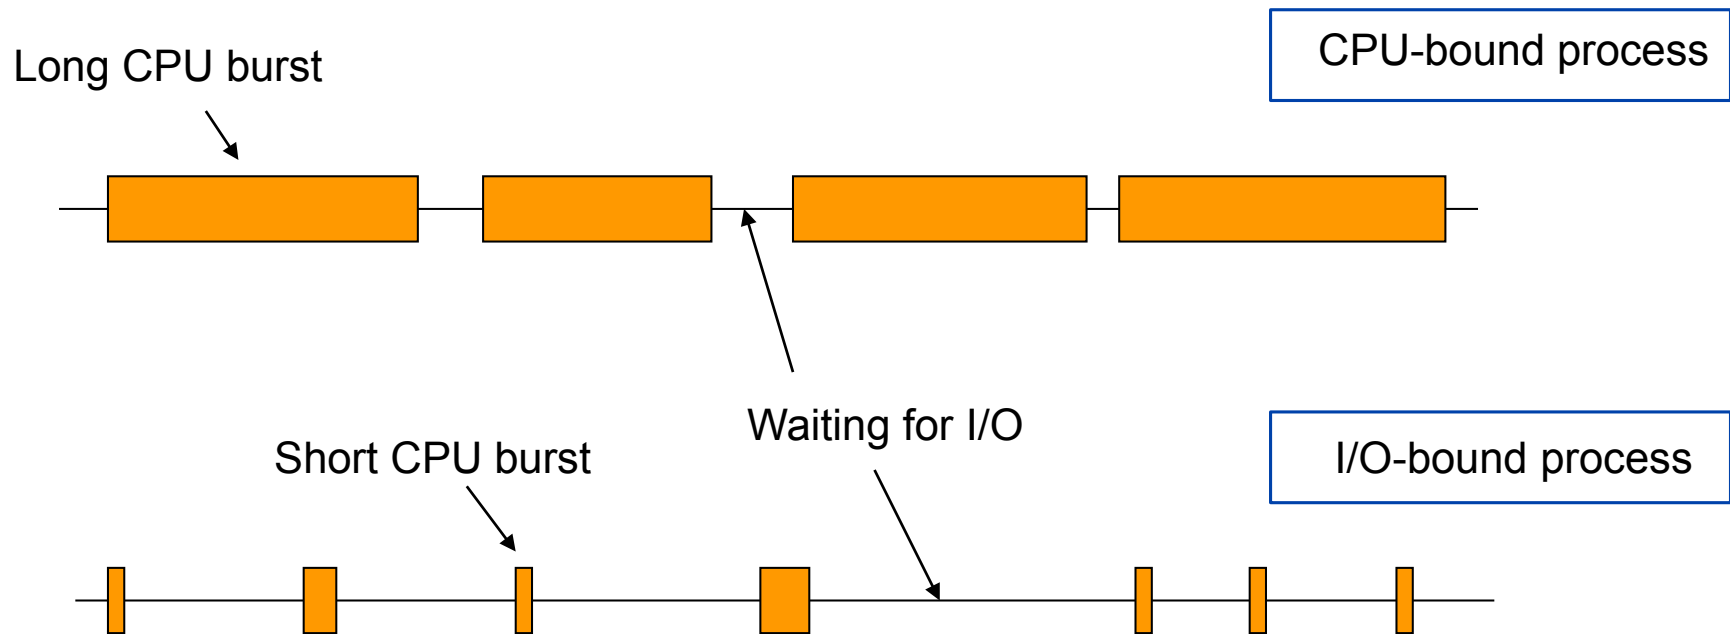 CPU-bound process
Long CPU burst
Waiting for I/O
Short CPU burst
I/O-bound process